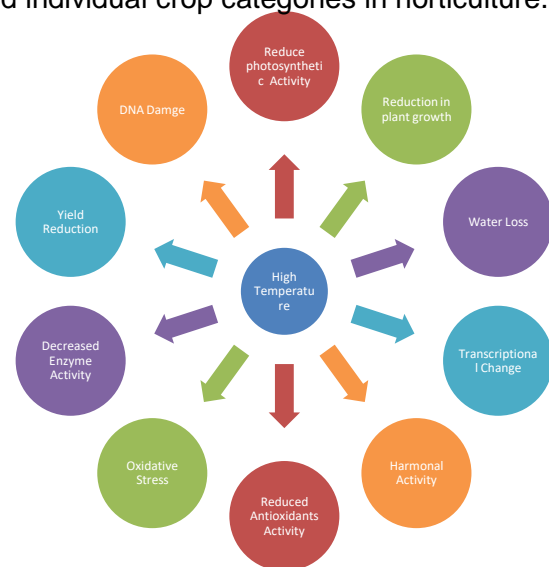 d individual crop categories in horticulture.
Reduce
photosyntheti
c Activity
Reduction in
plant growth
Water Loss
Transcriptiona
l Change
Harmonal
Activity
Reduced
Antioxidants
Activity
Oxidative
Stress
Decreased
Enzyme
Activity
Yield
Reduction
DNA Damge
High
Temperatu
re